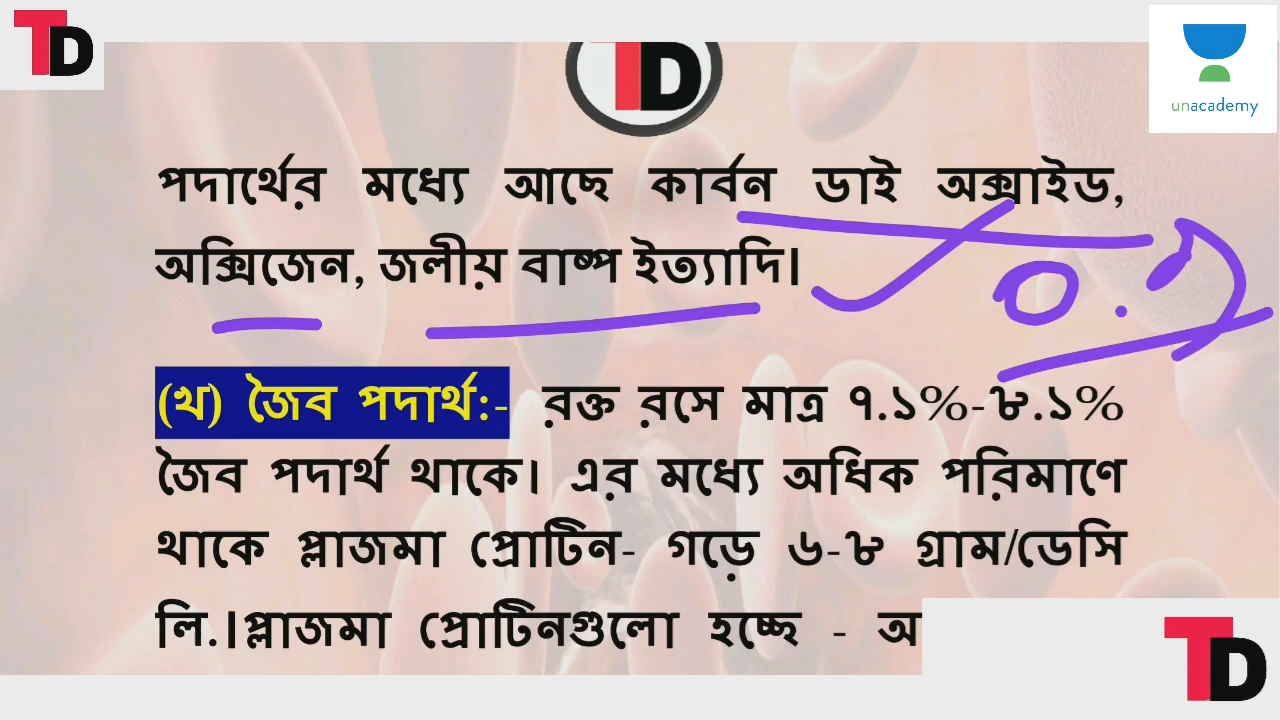 TD
unacademy
TD
পদার্থের মধ্যে আছে কার্বন ডাই অক্সাইড,
অক্সিজেন, জলীয় বাষ্প ইত্যাদি।
(খ) জৈব পদার্থ:- রক্ত রসে মাত্র ৭.১%-৮.১%
জৈব পদার্থ থাকে। এর মধ্যে অধিক পরিমাণে
থাকে প্লাজমা প্রোটিন- গড়ে ৬-৮ গ্রাম/ডেসি
লি.।প্লাজমা প্রোটিনগুলো হচ্ছে - অ
TD